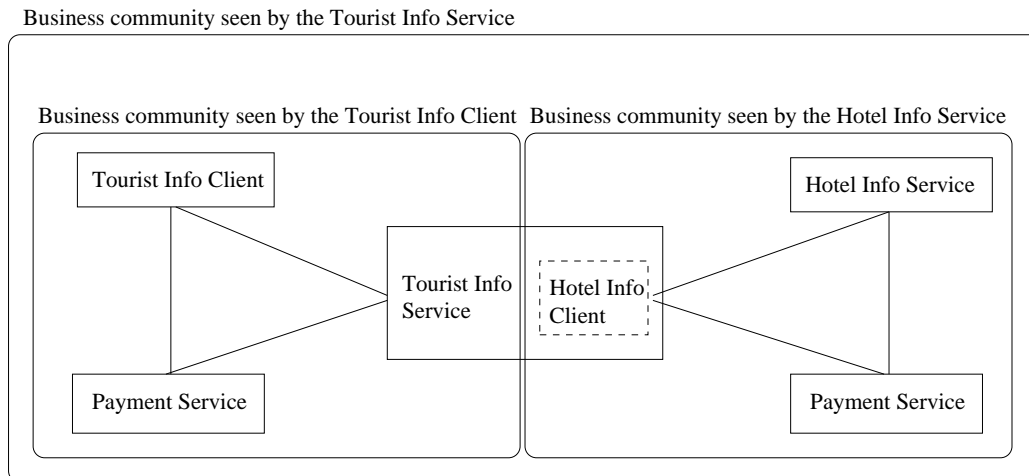 Business community seen by the Tourist Info Service
Business community seen by the Tourist Info Client
Business community seen by the Hotel Info Service
Tourist Info Client
Hotel Info Service
Tourist Info
Service
Hotel Info
Client
Payment Service
Payment Service